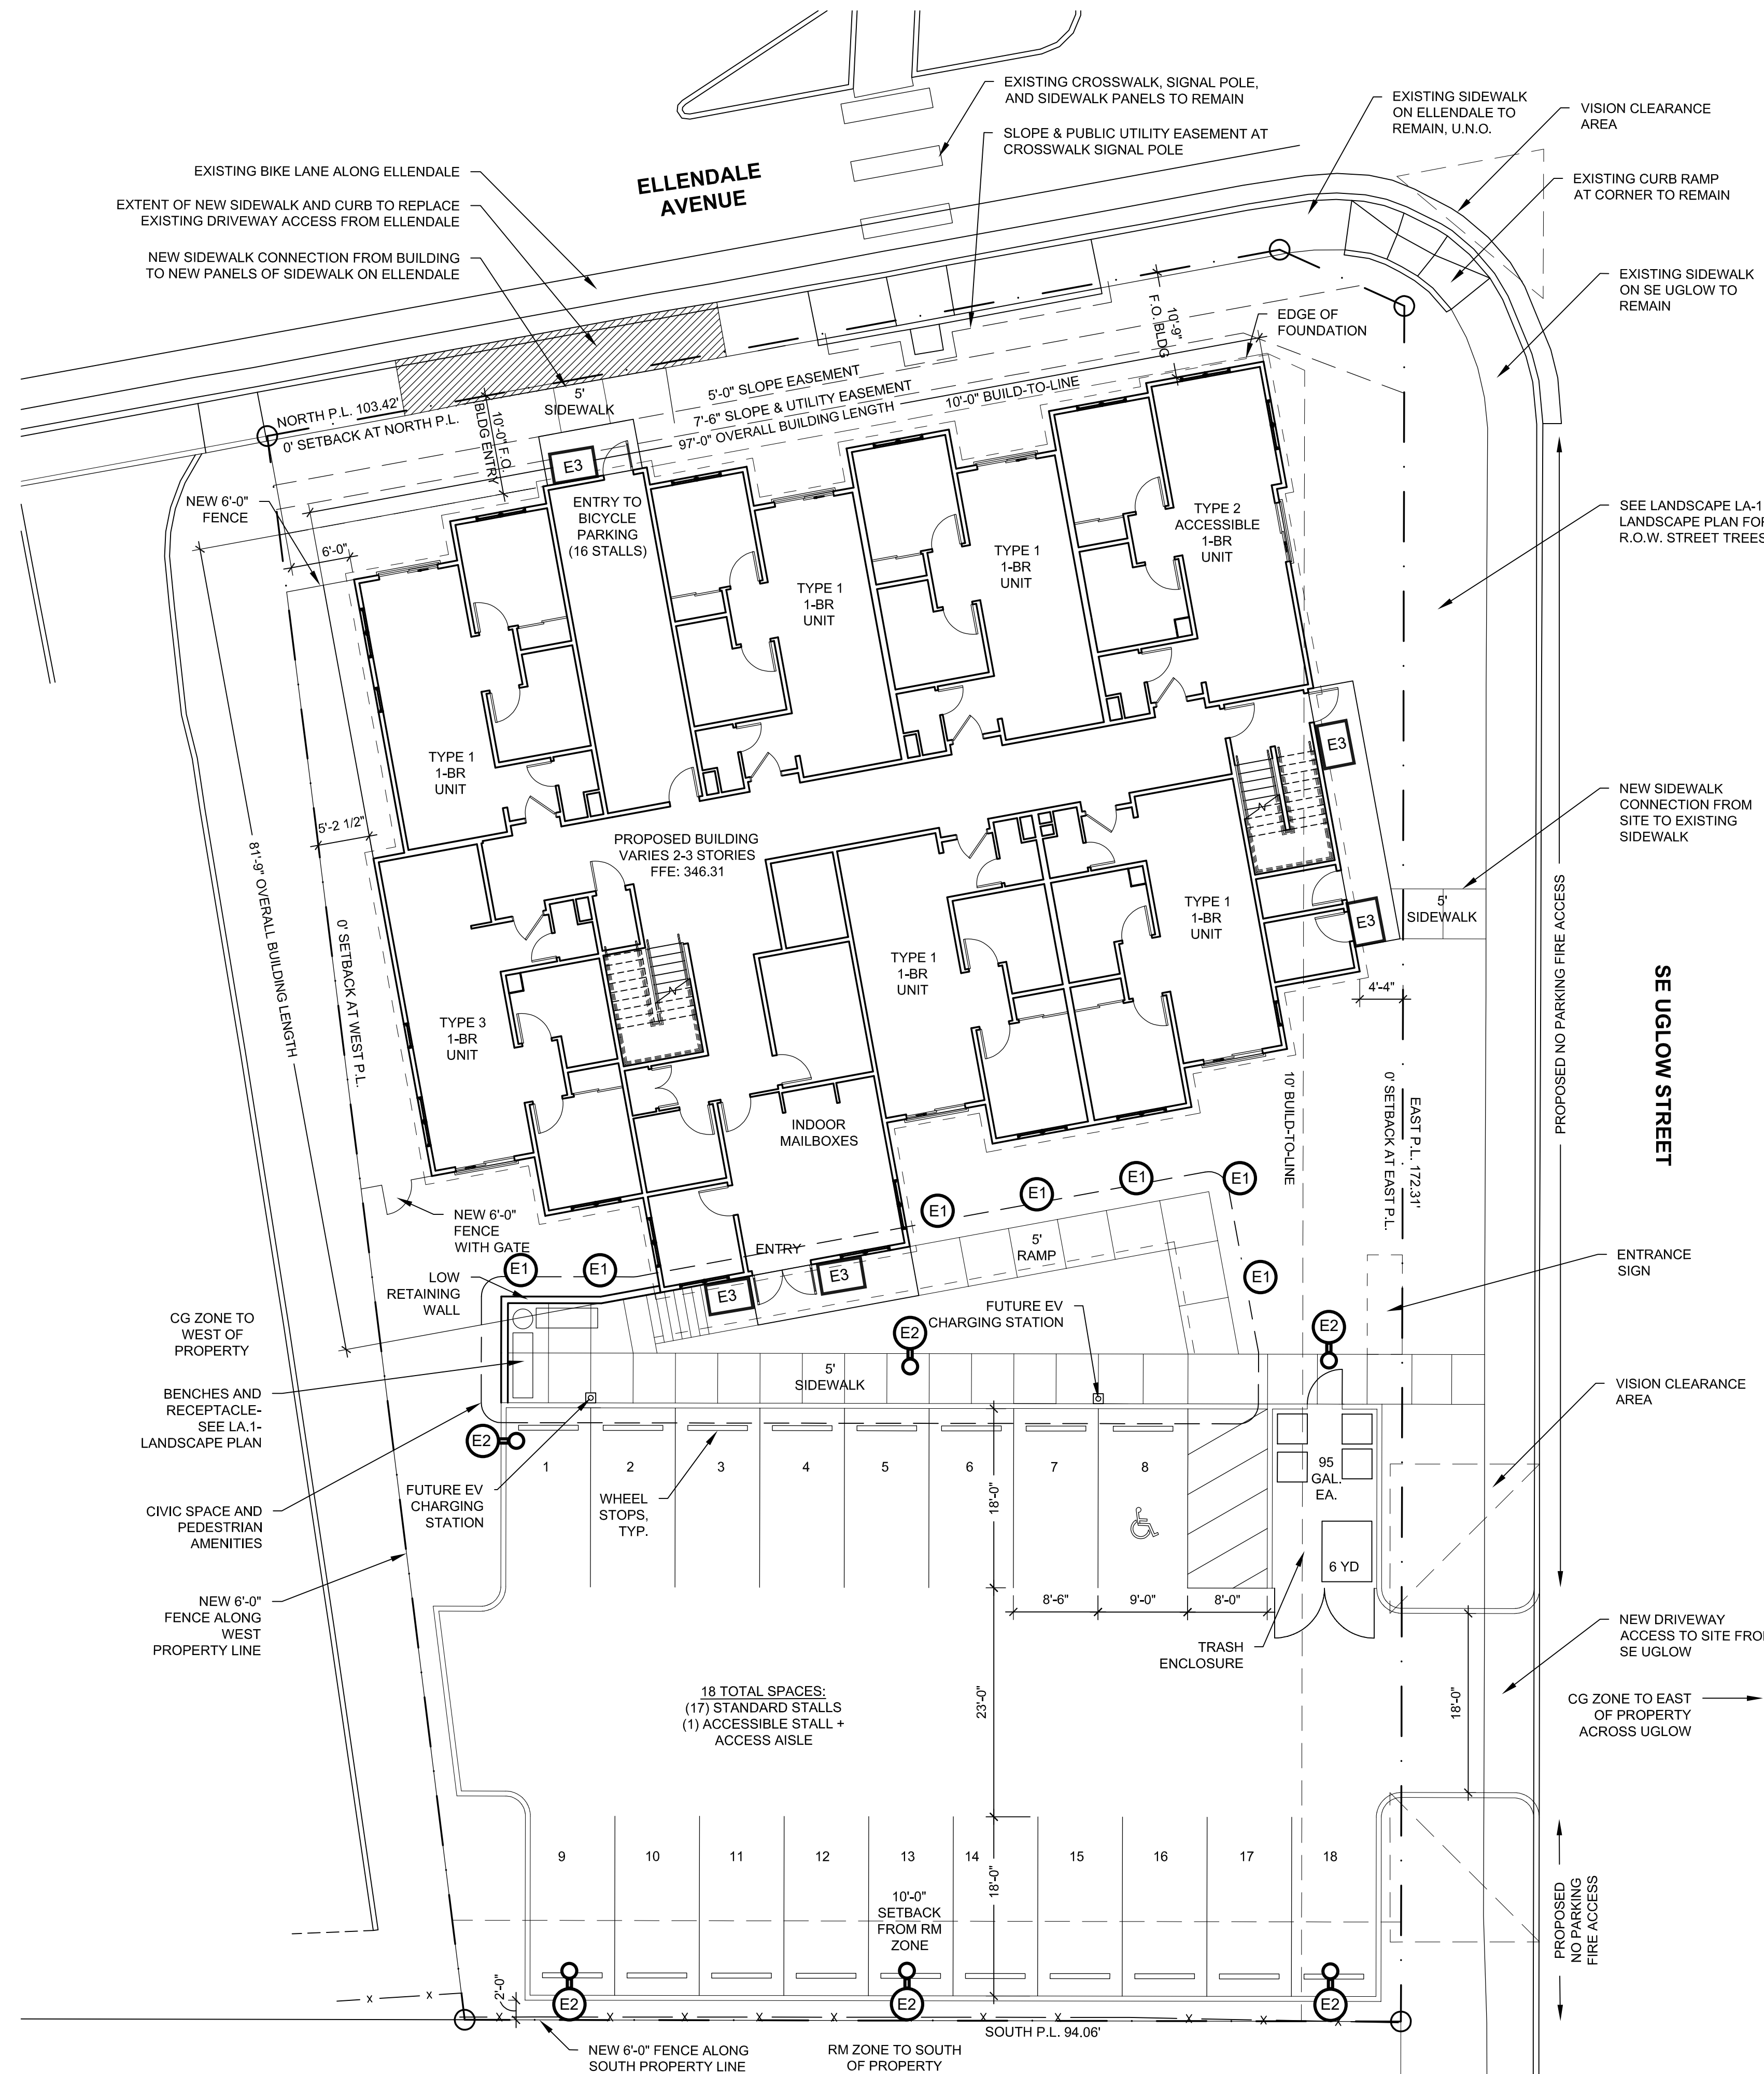 EXISTING CROSSWALK, SIGNAL POLE,
AND SIDEWALK PANELS TO REMAIN
SLOPE & PUBLIC UTILITY EASEMENT AT
CROSSWALK SIGNAL POLE
EXISTING SIDEWALK
ON ELLENDALE TO
REMAIN, U.N.O.
VISION CLEARANCE
AREA
EXISTING CURB RAMP
AT CORNER TO REMAIN
EXISTING SIDEWALK
ON SE UGLOW TO
REMAIN
ELLENDALE
AVENUE
EXISTING BIKE LANE ALONG ELLENDALE
EXTENT OF NEW SIDEWALK AND CURB TO REPLACE
EXISTING DRIVEWAY ACCESS FROM ELLENDALE
NEW SIDEWALK CONNECTION FROM BUILDING
TO NEW PANELS OF SIDEWALK ON ELLENDALE
10'-9"
F.O. BLDG
EDGE OF
FOUNDATION
5'
SIDEWALK
5'-0" SLOPE EASEMENT
7'-6" SLOPE & UTILITY EASEMENT
10'-0" BUILD-TO-LINE
97'-0" OVERALL BUILDING LENGTH
NORTH P.L. 103.42'
0' SETBACK AT NORTH P.L.
10'-0" F.O.
BLDG ENTRY
E3
NEW 6'-0"
FENCE
6'-0"
ENTRY TO
BICYCLE
PARKING
(16 STALLS)
TYPE 2
ACCESSIBLE
1-BR
UNIT
TYPE 1
1-BR
UNIT
TYPE 1
1-BR
UNIT
TYPE 1
1-BR
UNIT
SEE LANDSCAPE LA-1
LANDSCAPE PLAN FOR
R.O.W. STREET TREES
E3
NEW SIDEWALK
CONNECTION FROM
SITE TO EXISTING
SIDEWALK
5'-2 1/2"
81'-9" OVERALL BUILDING LENGTH
0' SETBACK AT WEST P.L.
PROPOSED BUILDING
VARIES 2-3 STORIES
FFE: 346.31
N
N
TYPE 1
1-BR
UNIT
TYPE 1
1-BR
UNIT
TYPE 3
1-BR
UNIT
E3
5'
SIDEWALK
4'-4"
PROPOSED NO PARKING FIRE ACCESS
SE UGLOW STREET
10' BUILD-TO-LINE
0' SETBACK AT EAST P.L.
EAST P.L. 172.31'
INDOOR
MAILBOXES
NEW 6'-0"
FENCE
WITH GATE
E1
E1
E1
E1
E1
E1
E1
ENTRY
5'
RAMP
E3
E3
LOW
RETAINING
WALL
ENTRANCE
SIGN
FUTURE EV
CHARGING STATION
E2
E2
CG ZONE TO
WEST OF
PROPERTY
BENCHES AND
RECEPTACLE-
SEE LA.1-
LANDSCAPE PLAN
5'
SIDEWALK
VISION CLEARANCE
AREA
E2
1
2
3
4
5
6
7
8
95
GAL.
EA.
6 YD
FUTURE EV
CHARGING
STATION
WHEEL
STOPS,
TYP.
18'-0"
CIVIC SPACE AND
PEDESTRIAN
AMENITIES
8'-6"
9'-0"
8'-0"
NEW 6'-0"
FENCE ALONG
WEST
PROPERTY LINE
TRASH
ENCLOSURE
NEW DRIVEWAY
ACCESS TO SITE FROM
SE UGLOW
18 TOTAL SPACES:
(17) STANDARD STALLS
(1) ACCESSIBLE STALL +
ACCESS AISLE
23'-0"
18'-0"
CG ZONE TO EAST
OF PROPERTY
ACROSS UGLOW
9
10
11
12
13
14
15
16
17
18
18'-0"
10'-0"
SETBACK
FROM RM
ZONE
PROPOSED
NO PARKING
FIRE ACCESS
2'-0"
E2
E2
E2
x
x
X
X
X
X
X
X
X
X
X
SOUTH P.L. 94.06'
NEW 6'-0" FENCE ALONG
SOUTH PROPERTY LINE
RM ZONE TO SOUTH
OF PROPERTY